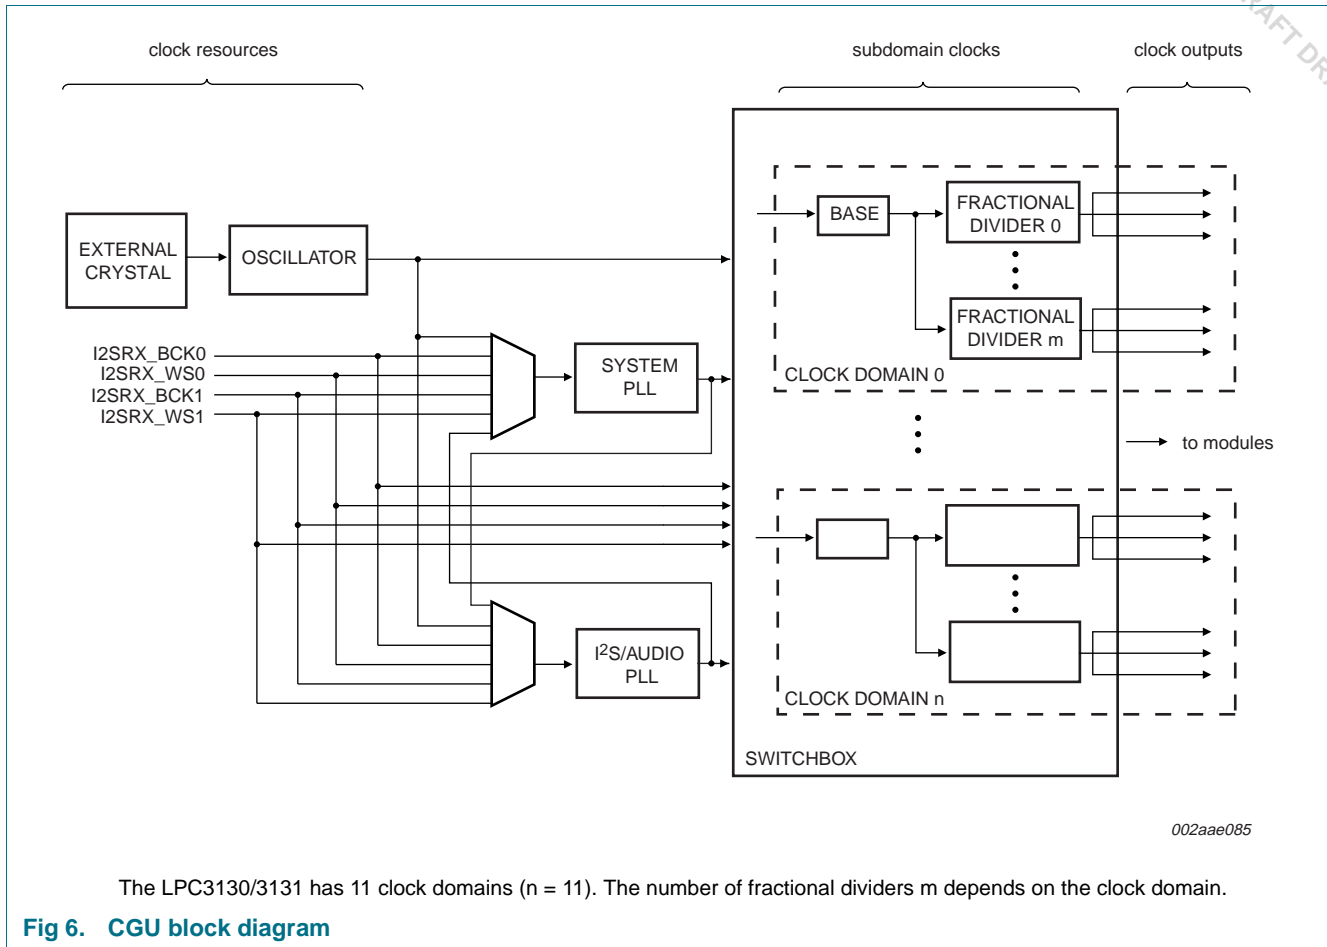 DRAFT DRA
clock resources
subdomain clocks
clock outputs
EXTERNAL
CRYSTAL
OSCILLATOR
BASE
FRACTIONAL
DIVIDER 0
FRACTIONAL
DIVIDER m
CLOCK DOMAIN 0
I2SRX_BCK0
I2SRX_WS0
I2SRX_BCK1
I2SRX_WS1
SYSTEM
PLL
to modules
I2S/AUDIO
PLL
CLOCK DOMAIN n
SWITCHBOX
002aae085
The LPC3130/3131 has 11 clock domains (n = 11). The number of fractional dividers m depends on the clock domain.
Fig 6. CGU block diagram